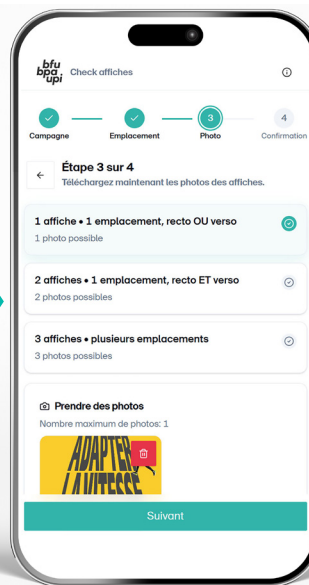 bfu
bpa
upi
Check affiches
3
4
Campagne
Emplacement
Photo
Confirmation
Étape 3 sur 4
Téléchargez maintenant les photos des affiches.
1 affiche • 1 emplacement, recto OU verso
1 photo possible
2 affiches • 1 emplacement, recto ET verso
2 photos possibles
3 affiches • plusieurs emplacements
3 photos possibles
Prendre des photos
Nombre maximum de photos: 1
ADAPTER
LA VITESSE
Suivant